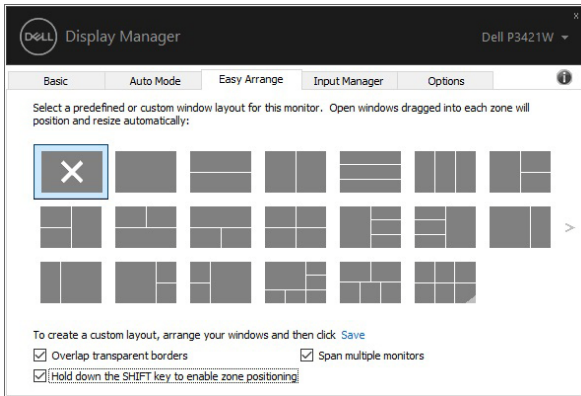 x
DELL Display Manager
Dell P3421W
Basic Auto Mode Easy Arrange Input Manager Options i
Select a predefined or custom window layout for this monitor. Open windows dragged into each zone will
position and resize automatically:
To create a custom layout, arrange your windows and then click Save
Overlap transparent borders
Span multiple monitors
Hold down the SHIFT key to enable zone positioning